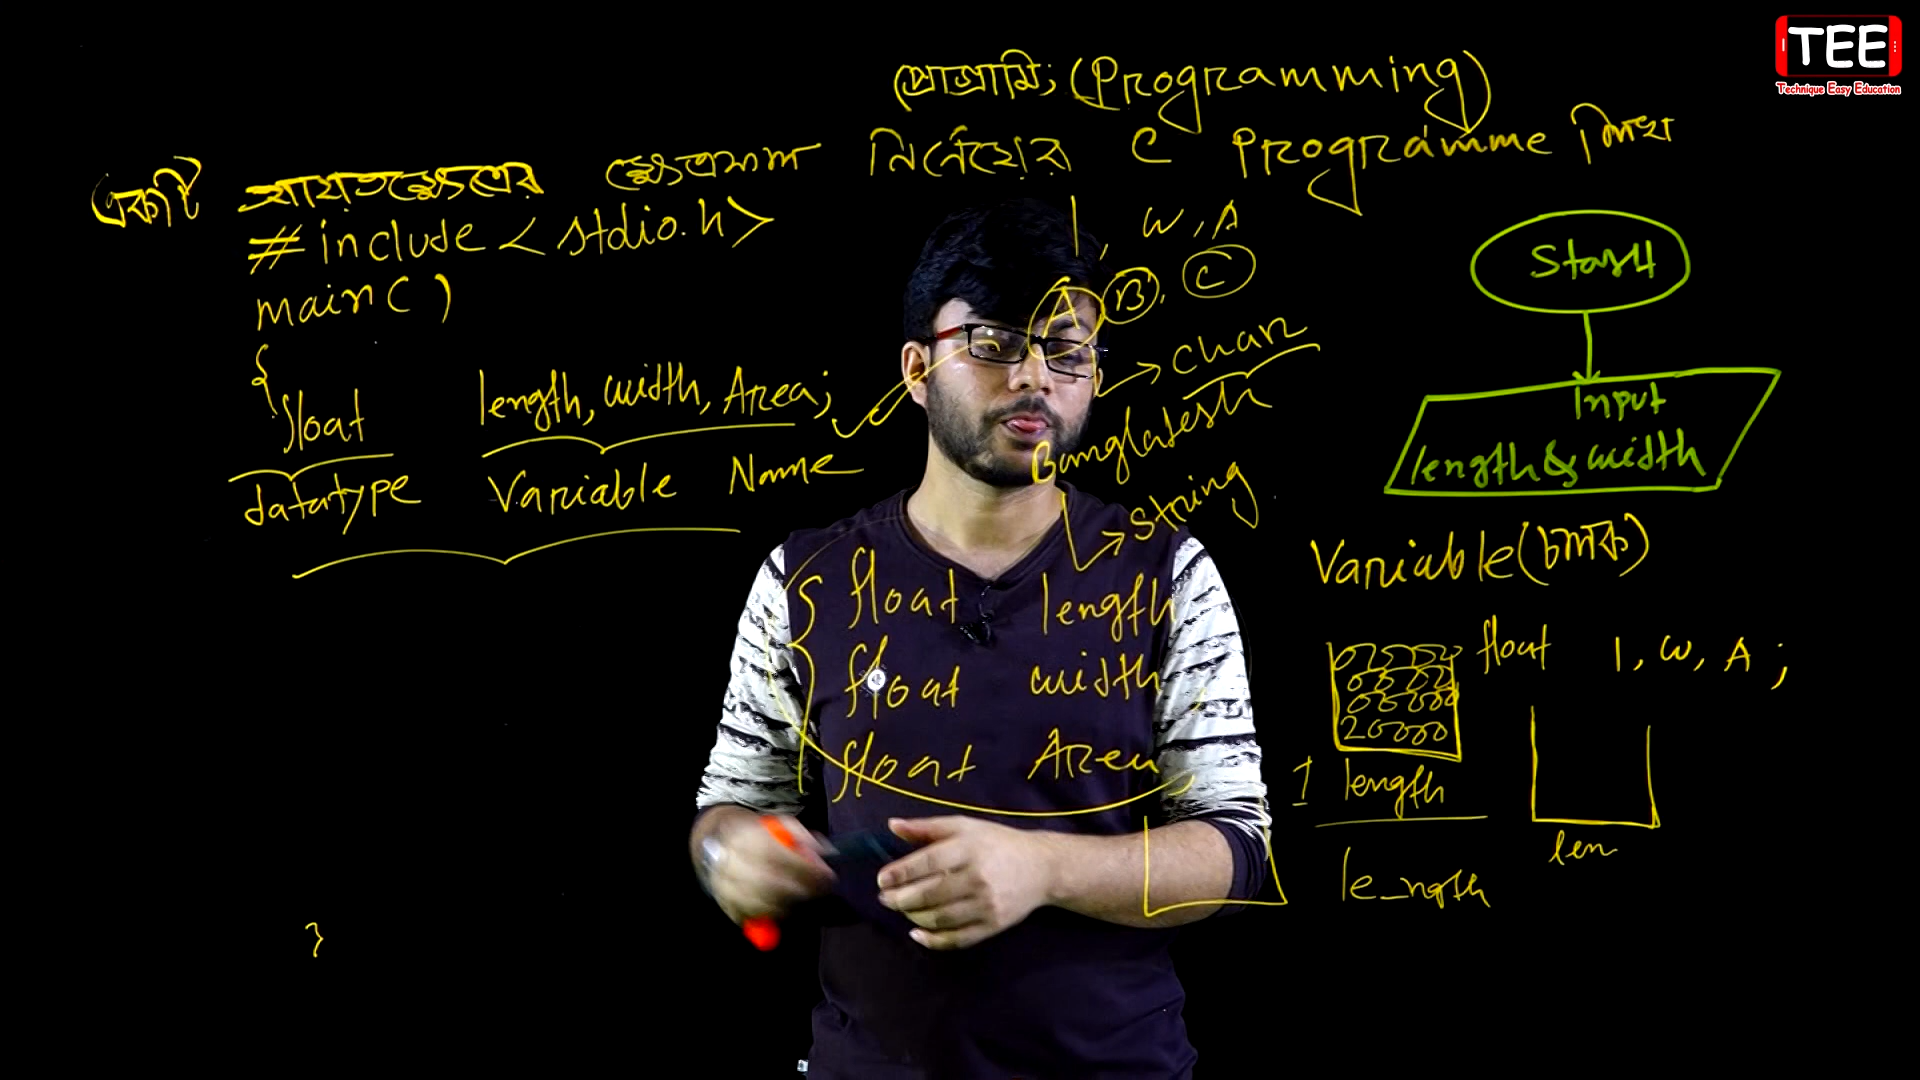 TEE
Technique Easy Education
প্রোগ্রামিং (Programming)
একটি আয়তক্ষেত্রের ক্ষেত্রফল নির্ণয়ের C Programme লিখ
#include <stdio.h>
main()
{
float length, width, Area;
datatype Variable Name
}
l, w, A
A, B, C
Char
Bangladesh
String
float length
float width,
float Area,
Start
Input
length & width
Variable (চলক)
float l, w, A ;
20000
1 length
len
le_ngth